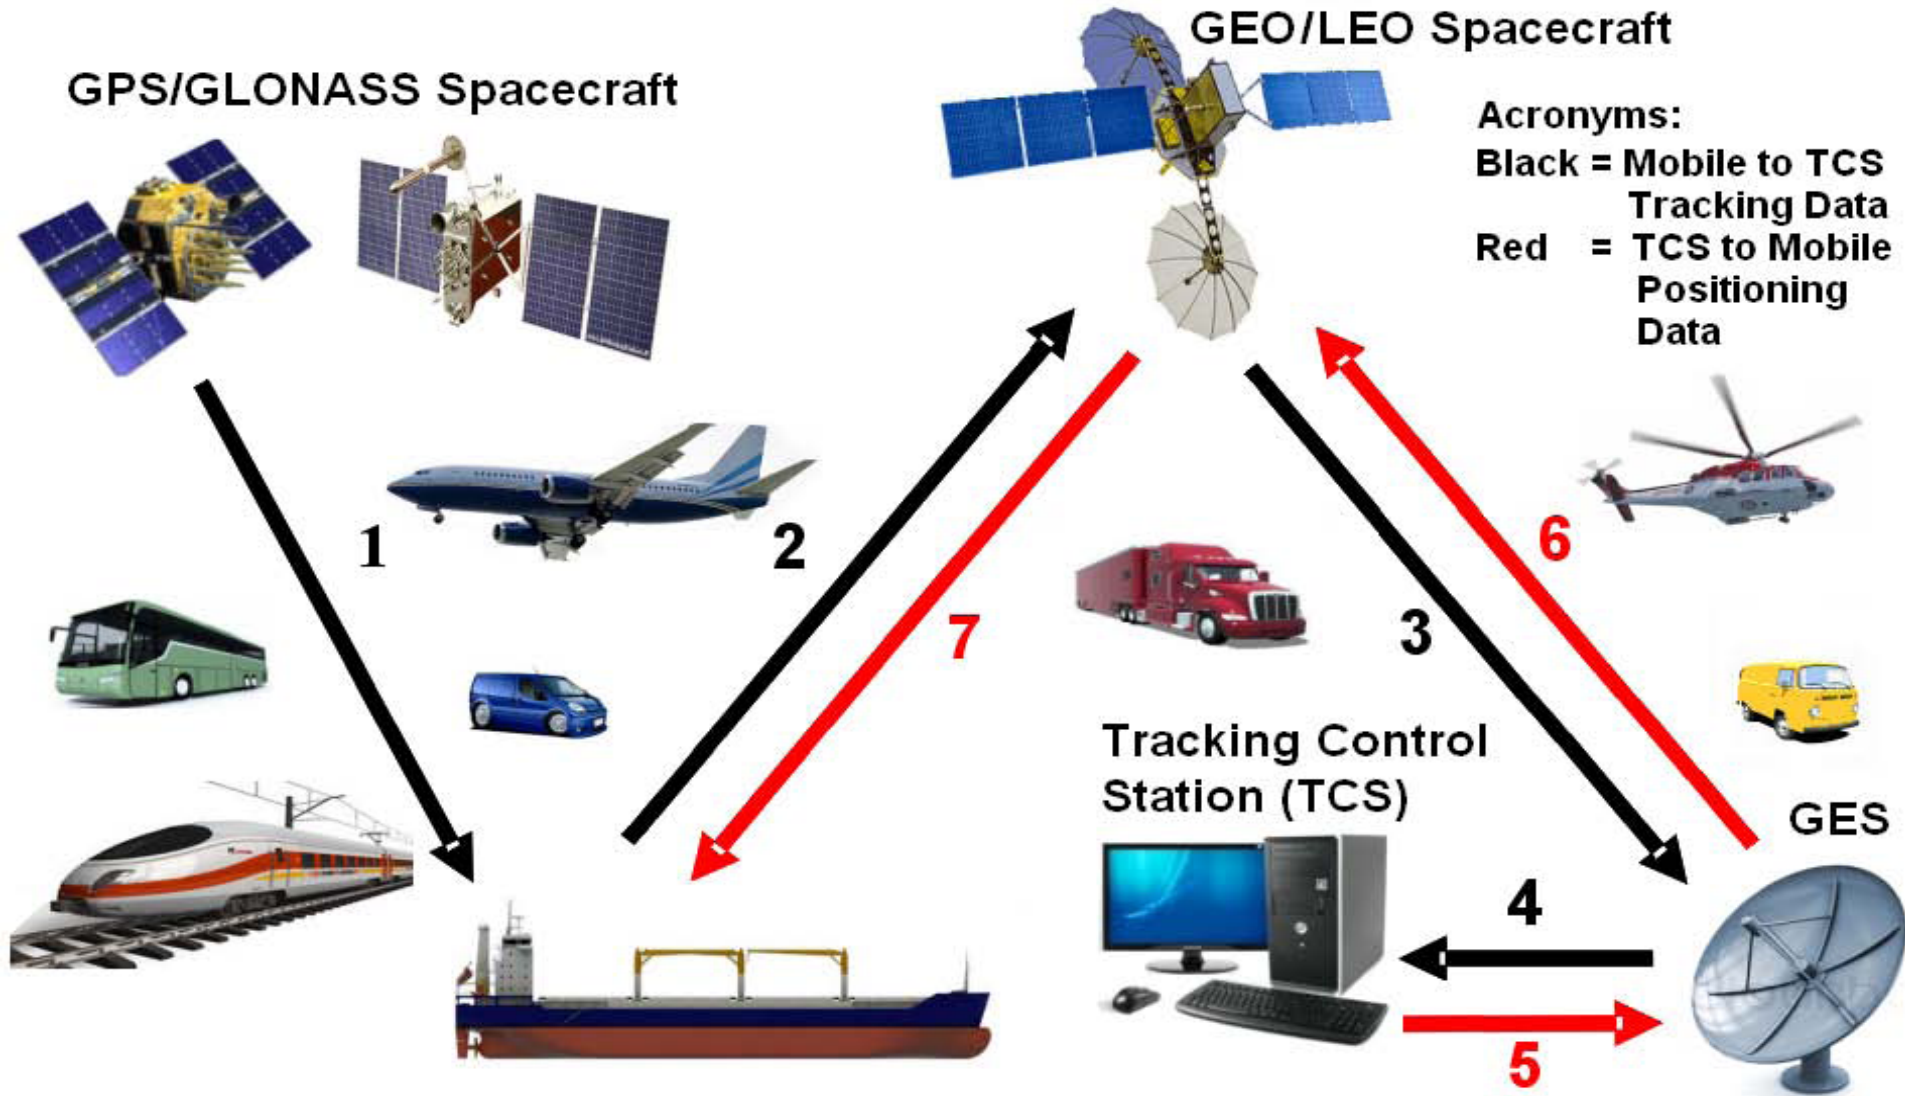 GEO/LEO Spacecraft
GPS/GLONASS Spacecraft
Acronyms:
Black = Mobile to TCS
Tracking Data
Red = TCS to Mobile
Positioning
Data
1
2
7
3
6
Tracking Control
Station (TCS)
GES
4
5